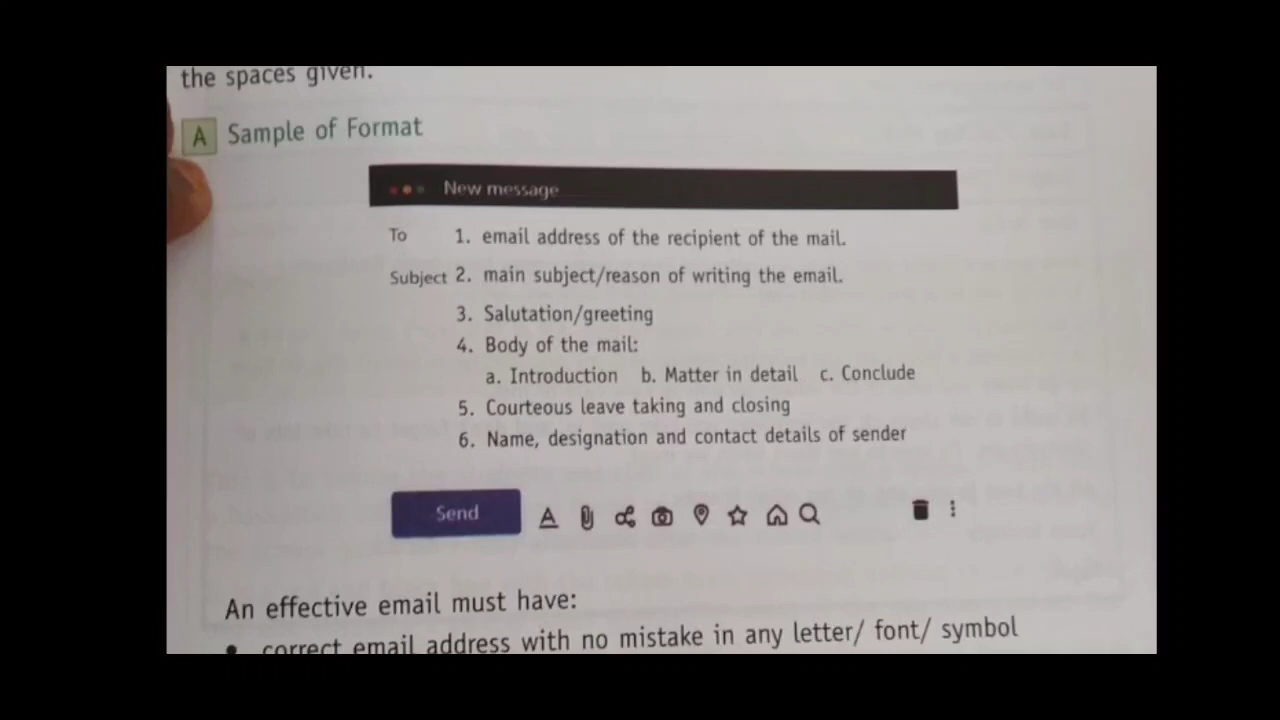 the spaces given.
A Sample of Format
New message
To 1. email address of the recipient of the mail.
Subject 2. main subject/reason of writing the email.
3. Salutation/greeting
4. Body of the mail:
a. Introduction b. Matter in detail c. Conclude
5. Courteous leave taking and closing
6. Name, designation and contact details of sender
Send
An effective email must have:
• correct email address with no mistake in any letter/ font/ symbol